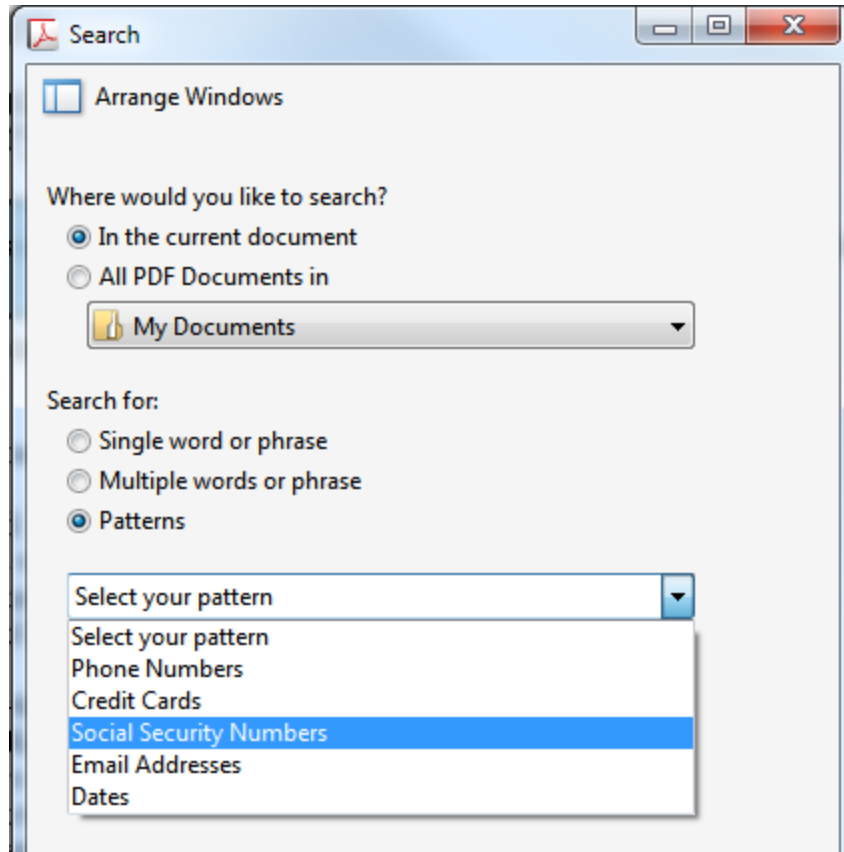 Search
Arrange Windows
Where would you like to search?
In the current document
All PDF Documents in
My Documents
Search for:
Single word or phrase
Multiple words or phrase
Patterns
Select your pattern
Select your pattern
Phone Numbers
Credit Cards
Social Security Numbers
Email Addresses
Dates